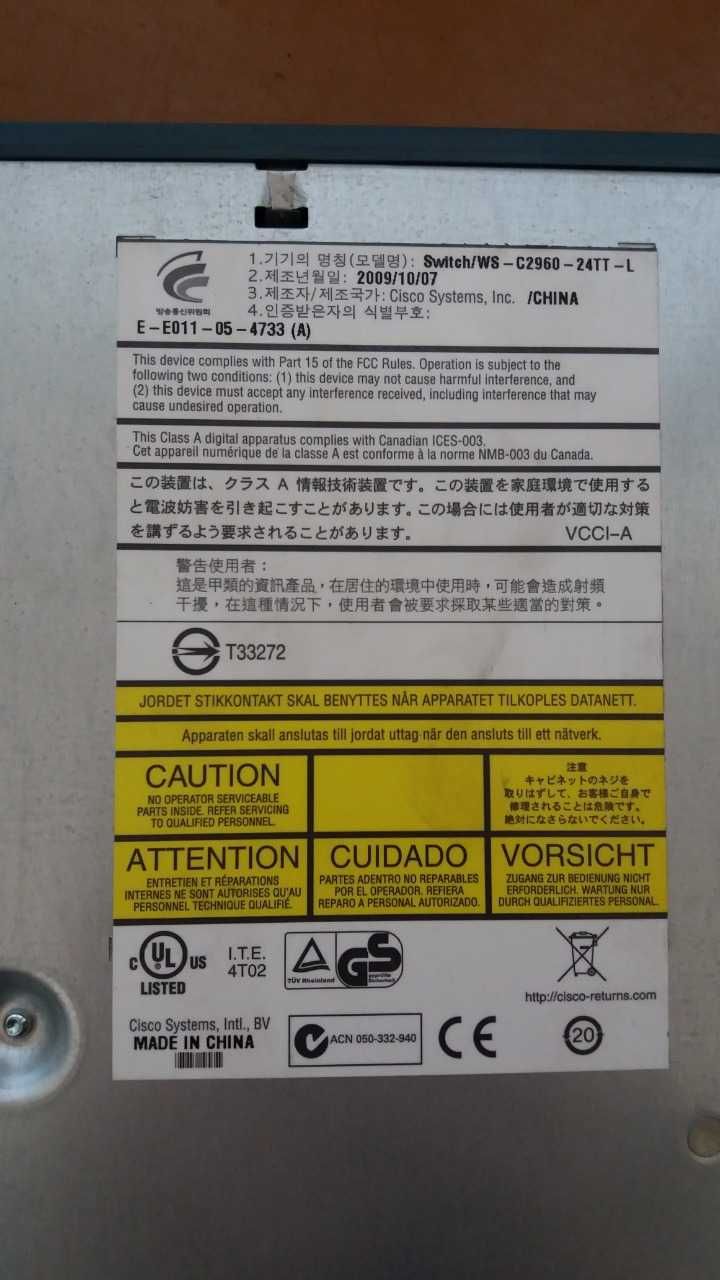 1.기기의 명칭(모델명): Switch/WS-C2960-24TT-L
2.제조년월일: 2009/10/07
3.제조자/제조국가: Cisco Systems, Inc. /CHINA
4.인증받은자의 식별부호:
방송통신위원회
E-E011-05-4733 (A)
This device complies with Part 15 of the FCC Rules. Operation is subject to the
following two conditions: (1) this device may not cause harmful interference, and
(2) this device must accept any interference received, including interference that may
cause undesired operation.
This Class A digital apparatus complies with Canadian ICES-003.
Cet appareil numérique de la classe A est conforme à la norme NMB-003 du Canada.
この装置は、クラス A 情報技術装置です。この装置を家庭環境で使用する
と電波妨害を引き起こすことがあります。この場合には使用者が適切な対策
を講ずるよう要求されることがあります。 VCCI-A
警告使用者：
這是甲類的資訊產品，在居住的環境中使用時，可能會造成射頻
干擾，在這種情況下，使用者會被要求採取某些適當的對策。
T33272
JORDET STIKKONTAKT SKAL BENYTTES NÅR APPARATET TILKOPLES DATANETT.
Apparaten skall anslutas till jordat uttag när den ansluts till ett nätverk.
CAUTION
NO OPERATOR SERVICEABLE
PARTS INSIDE. REFER SERVICING
TO QUALIFIED PERSONNEL.
注意
キャビネットのネジを
取りはずして、お客様ご自身で
修理されることは危険です。
絶対になさらないでください。
ATTENTION
ENTRETIEN ET RÉPARATIONS
INTERNES NE SONT AUTORISÉS QU'AU
PERSONNEL TECHNIQUE QUALIFIÉ.
CUIDADO
PARTES ADENTRO NO REPARABLES
POR EL OPERADOR. REFIERA
REPARO A PERSONAL AUTORIZADO.
VORSICHT
ZUGANG ZUR BEDIENUNG NICHT
ERFORDERLICH. WARTUNG NUR
DURCH QUALIFIZIERTES PERSONAL.
C UL US
LISTED
I.T.E.
4T02
TÜV Rheinland
GS
geprüfte
Sicherheit
http://cisco-returns.com
Cisco Systems, Intl., BV
MADE IN CHINA
ACN 050-332-940
CE
20